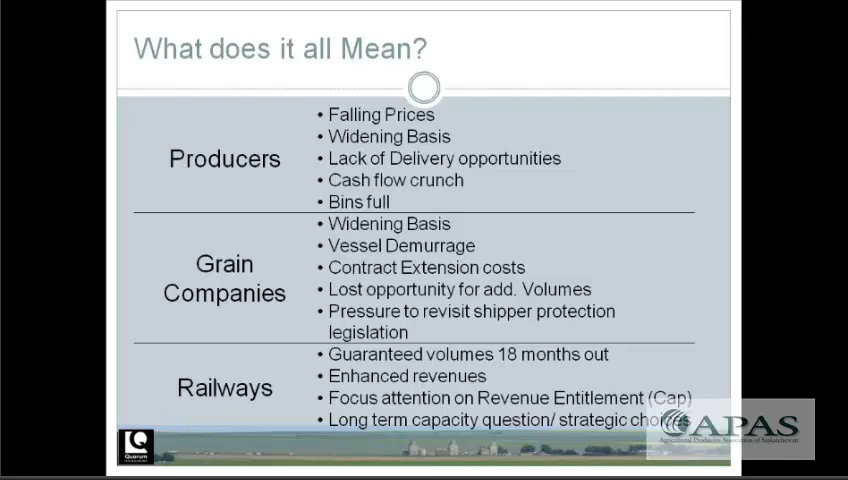 What does it all Mean?
Producers
• Falling Prices
• Widening Basis
• Lack of Delivery opportunities
• Cash flow crunch
• Bins full
Grain
Companies
• Widening Basis
• Vessel Demurrage
• Contract Extension costs
• Lost opportunity for add. Volumes
• Pressure to revisit shipper protection
legislation
Railways
• Guaranteed volumes 18 months out
• Enhanced revenues
• Focus attention on Revenue Entitlement (Cap)
• Long term capacity question/ strategic choices
Quorum
APAS
Agricultural Producers Association of Saskatchewan